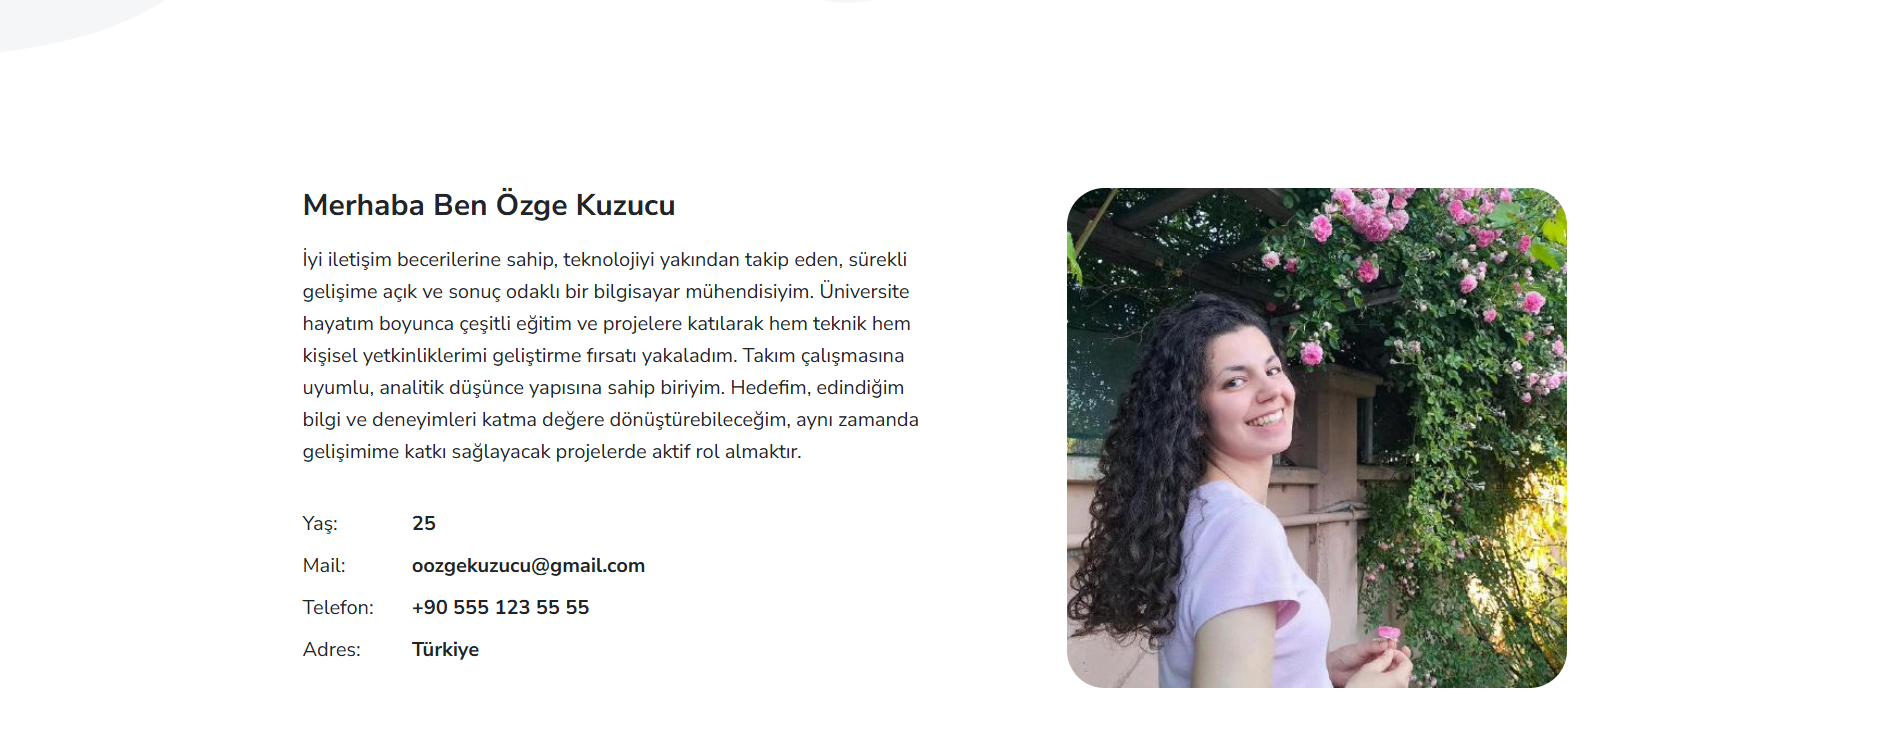 Merhaba Ben Özge Kuzucu
İyi iletişim becerilerine sahip, teknolojiyi yakından takip eden, sürekli
gelişime açık ve sonuç odaklı bir bilgisayar mühendisiyim. Üniversite
hayatım boyunca çeşitli eğitim ve projelere katılarak hem teknik hem
kişisel yetkinliklerimi geliştirme fırsatı yakaladım. Takım çalışmasına
uyumlu, analitik düşünce yapısına sahip biriyim. Hedefim, edindiğim
bilgi ve deneyimleri katma değere dönüştürebileceğim, aynı zamanda
gelişimime katkı sağlayacak projelerde aktif rol almaktır.
Yaş: 25
Mail: oozgekuzucu@gmail.com
Telefon: +90 555 123 55 55
Adres: Türkiye